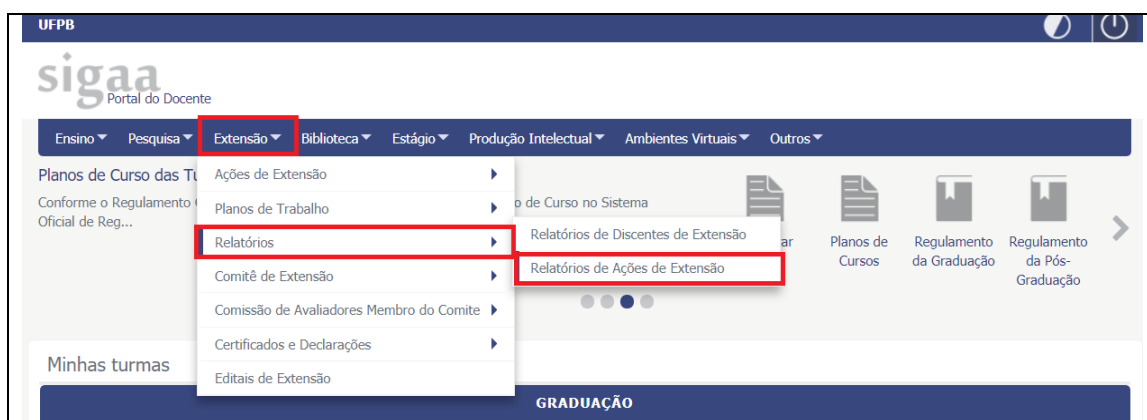 UFPB
sigaa
Portal do Docente
Ensino Pesquisa Extensão Biblioteca Estágio Produção Intelectual Ambientes Virtuais Outros
Planos de Curso das
Conforme o Regulamento
o de Curso no Sistema
Oficial de Reg...
Ações de Extensão
Planos de Trabalho
Relatórios
Comitê de Extensão
Comissão de Avaliadores Membro do Comite
Certificados e Declarações
Editais de Extensão
Relatórios de Discentes de Extensão
Relatórios de Ações de Extensão
ar
Planos de
Cursos
Regulamento
da Graduação
Regulamento
da Pós-
Graduação
Minhas turmas
GRADUAÇÃO